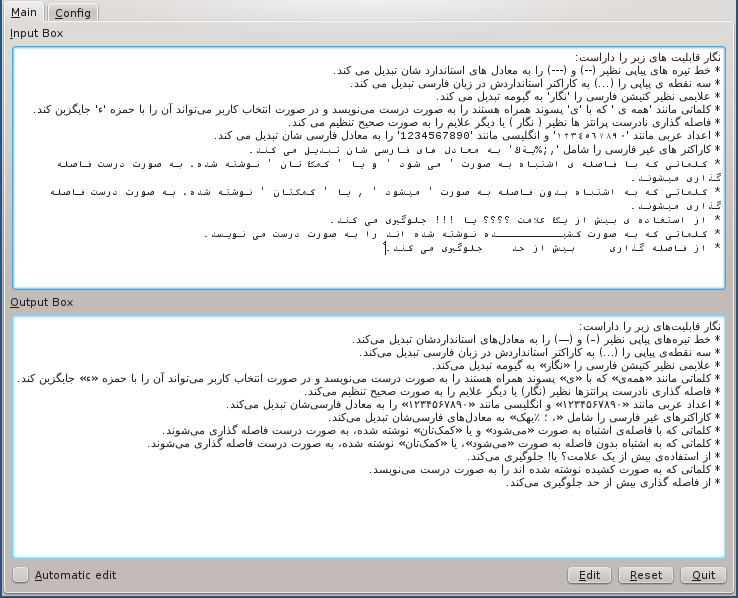 Main
Config
Input Box
نگار قابلیت های زیر را داراست:
* خط تیره های پیاپی نظیر (--) و (---) را به معادل های استاندارد شان تبدیل می کند.
* سه نقطه ی پیاپی را (...) به کاراکتر استانداردش در زبان فارسی تبدیل می کند.
* علایمی نظیر کتیشن فارسی را 'نگار' به گیومه تبدیل می کند.
* کلماتی مانند 'همه ی ' که با 'ی' پسوند همراه هستند را به صورت درست می‌نویسد و در صورت انتخاب کاربر می‌تواند آن را با حمزه 'ء' جایگزین کند.
* فاصله گذاری نادرست پرانتز ها نظیر ( نگار ) یا دیگر علایم را به صورت صحیح تنظیم می کند.
* اعداد عربی مانند '١٢٣٤٥٦٧٨٩٠' و انگلیسی مانند '1234567890' را به معادل فارسی شان تبدیل می کند.
* کاراکتر های غیر فارسی را شامل ',;%يةك' به معادل های فارسی شان تبدیل می کند.
* کلماتی که با فاصله ی اشتباه به صورت ' می شود ' و یا ' کمک تان ' نوشته شده. به صورت درست فاصله
گذاری میشوند.
* کلماتی که به اشتباه بدون فاصله به صورت ' میشود ' , یا ' کمکتان ' نوشته شده. به صورت درست فاصله
گذاری میشوند.
* از استفاده ی بیش از یک علامت ؟؟؟؟ یا !!! جلوگیری می کند.
* کلماتی که به صورت کشیـــــــــــــده نوشته شده اند را به صورت درست می نویسد.
* از فاصله گذاری      بیش از حد     جلوگیری می کند.
Output Box
نگار قابلیت‌های زیر را داراست:
* خط تیره‌های پیاپی نظیر (–) و (—) را به معادل‌های استانداردشان تبدیل می‌کند.
* سه نقطه‌ی پیاپی را (…) به کاراکتر استانداردش در زبان فارسی تبدیل می‌کند.
* علایمی نظیر کتیشن فارسی را «نگار» به گیومه تبدیل می‌کند.
* کلماتی مانند «همه‌ی» که با «ی» پسوند همراه هستند را به صورت درست می‌نویسد و در صورت انتخاب کاربر می‌تواند آن را با حمزه «ء» جایگزین کند.
* فاصله گذاری نادرست پرانتزها نظیر (نگار) یا دیگر علایم را به صورت صحیح تنظیم می‌کند.
* اعداد عربی مانند «۱۲۳۴۵۶۷۸۹۰» و انگلیسی مانند «۱۲۳۴۵۶۷۸۹۰» را به معادل فارسی‌شان تبدیل می‌کند.
* کاراکترهای غیر فارسی را شامل «، ؛ ٪یهک» به معادل‌های فارسی‌شان تبدیل می‌کند.
* کلماتی که با فاصله‌ی اشتباه به صورت «می‌شود» و یا «کمک‌تان» نوشته شده، به صورت درست فاصله گذاری می‌شوند.
* کلماتی که به اشتباه بدون فاصله به صورت «می‌شود»، یا «کمک‌تان» نوشته شده، به صورت درست فاصله گذاری می‌شوند.
* از استفاده‌ی بیش از یک علامت؟ یا! جلوگیری می‌کند.
* کلماتی که به صورت کشیده نوشته شده اند را به صورت درست می‌نویسد.
* از فاصله گذاری بیش از حد جلوگیری می‌کند.
Automatic edit
Edit
Reset
Quit